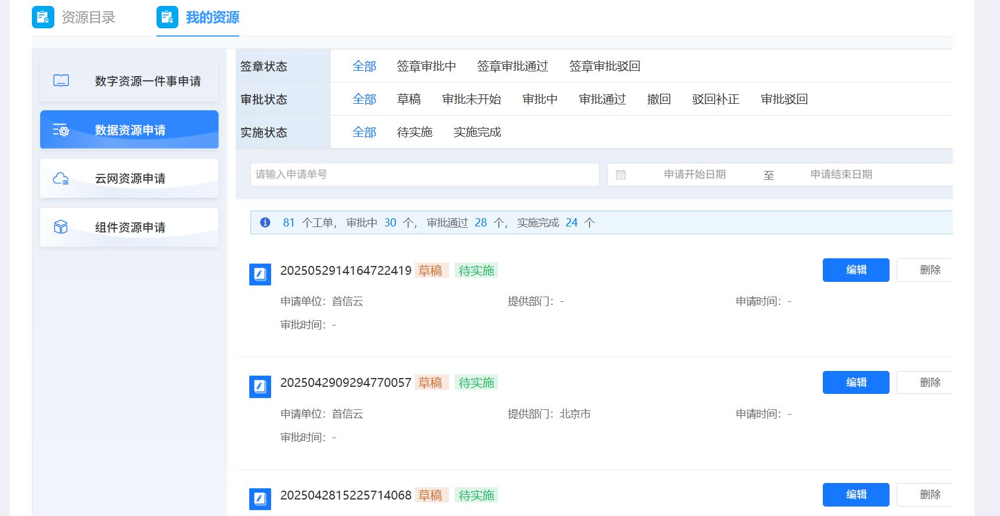 资源目录 我的资源
数字资源一件事申请
数据资源申请
云网资源申请
组件资源申请
签章状态 全部 签章审批中 签章审批通过 签章审批驳回
审批状态 全部 草稿 审批未开始 审批中 审批通过 撤回 驳回补正 审批驳回
实施状态 全部 待实施 实施完成
请输入申请单号 申请开始日期 至 申请结束日期
81 个工单， 审批中 30 个， 审批通过 28 个， 实施完成 24 个
2025052914164722419 草稿 待实施 编辑 删除
申请单位：首信云 提供部门：- 申请时间：-
审批时间：-
2025042909294770057 草稿 待实施 编辑 删除
申请单位：首信云 提供部门：北京市 申请时间：-
审批时间：-
2025042815225714068 草稿 待实施 编辑 删除